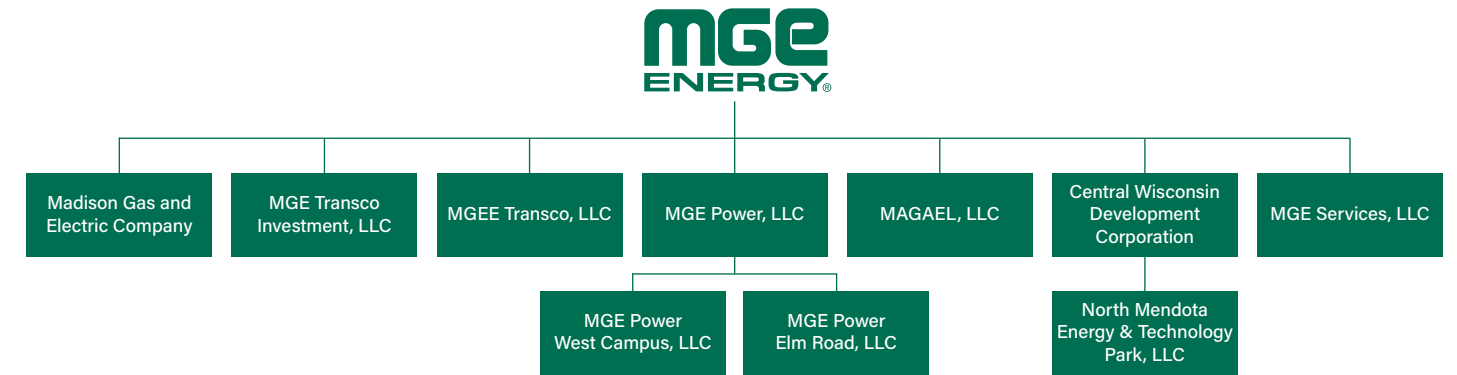 mGe
ENERGY®
Madison Gas and
Electric Company
MGE Transco
Investment, LLC
MGEE Transco, LLC
MGE Power, LLC
MAGAEL, LLC
Central Wisconsin
Development
Corporation
MGE Services, LLC
MGE Power
West Campus, LLC
MGE Power
Elm Road, LLC
North Mendota
Energy & Technology
Park, LLC